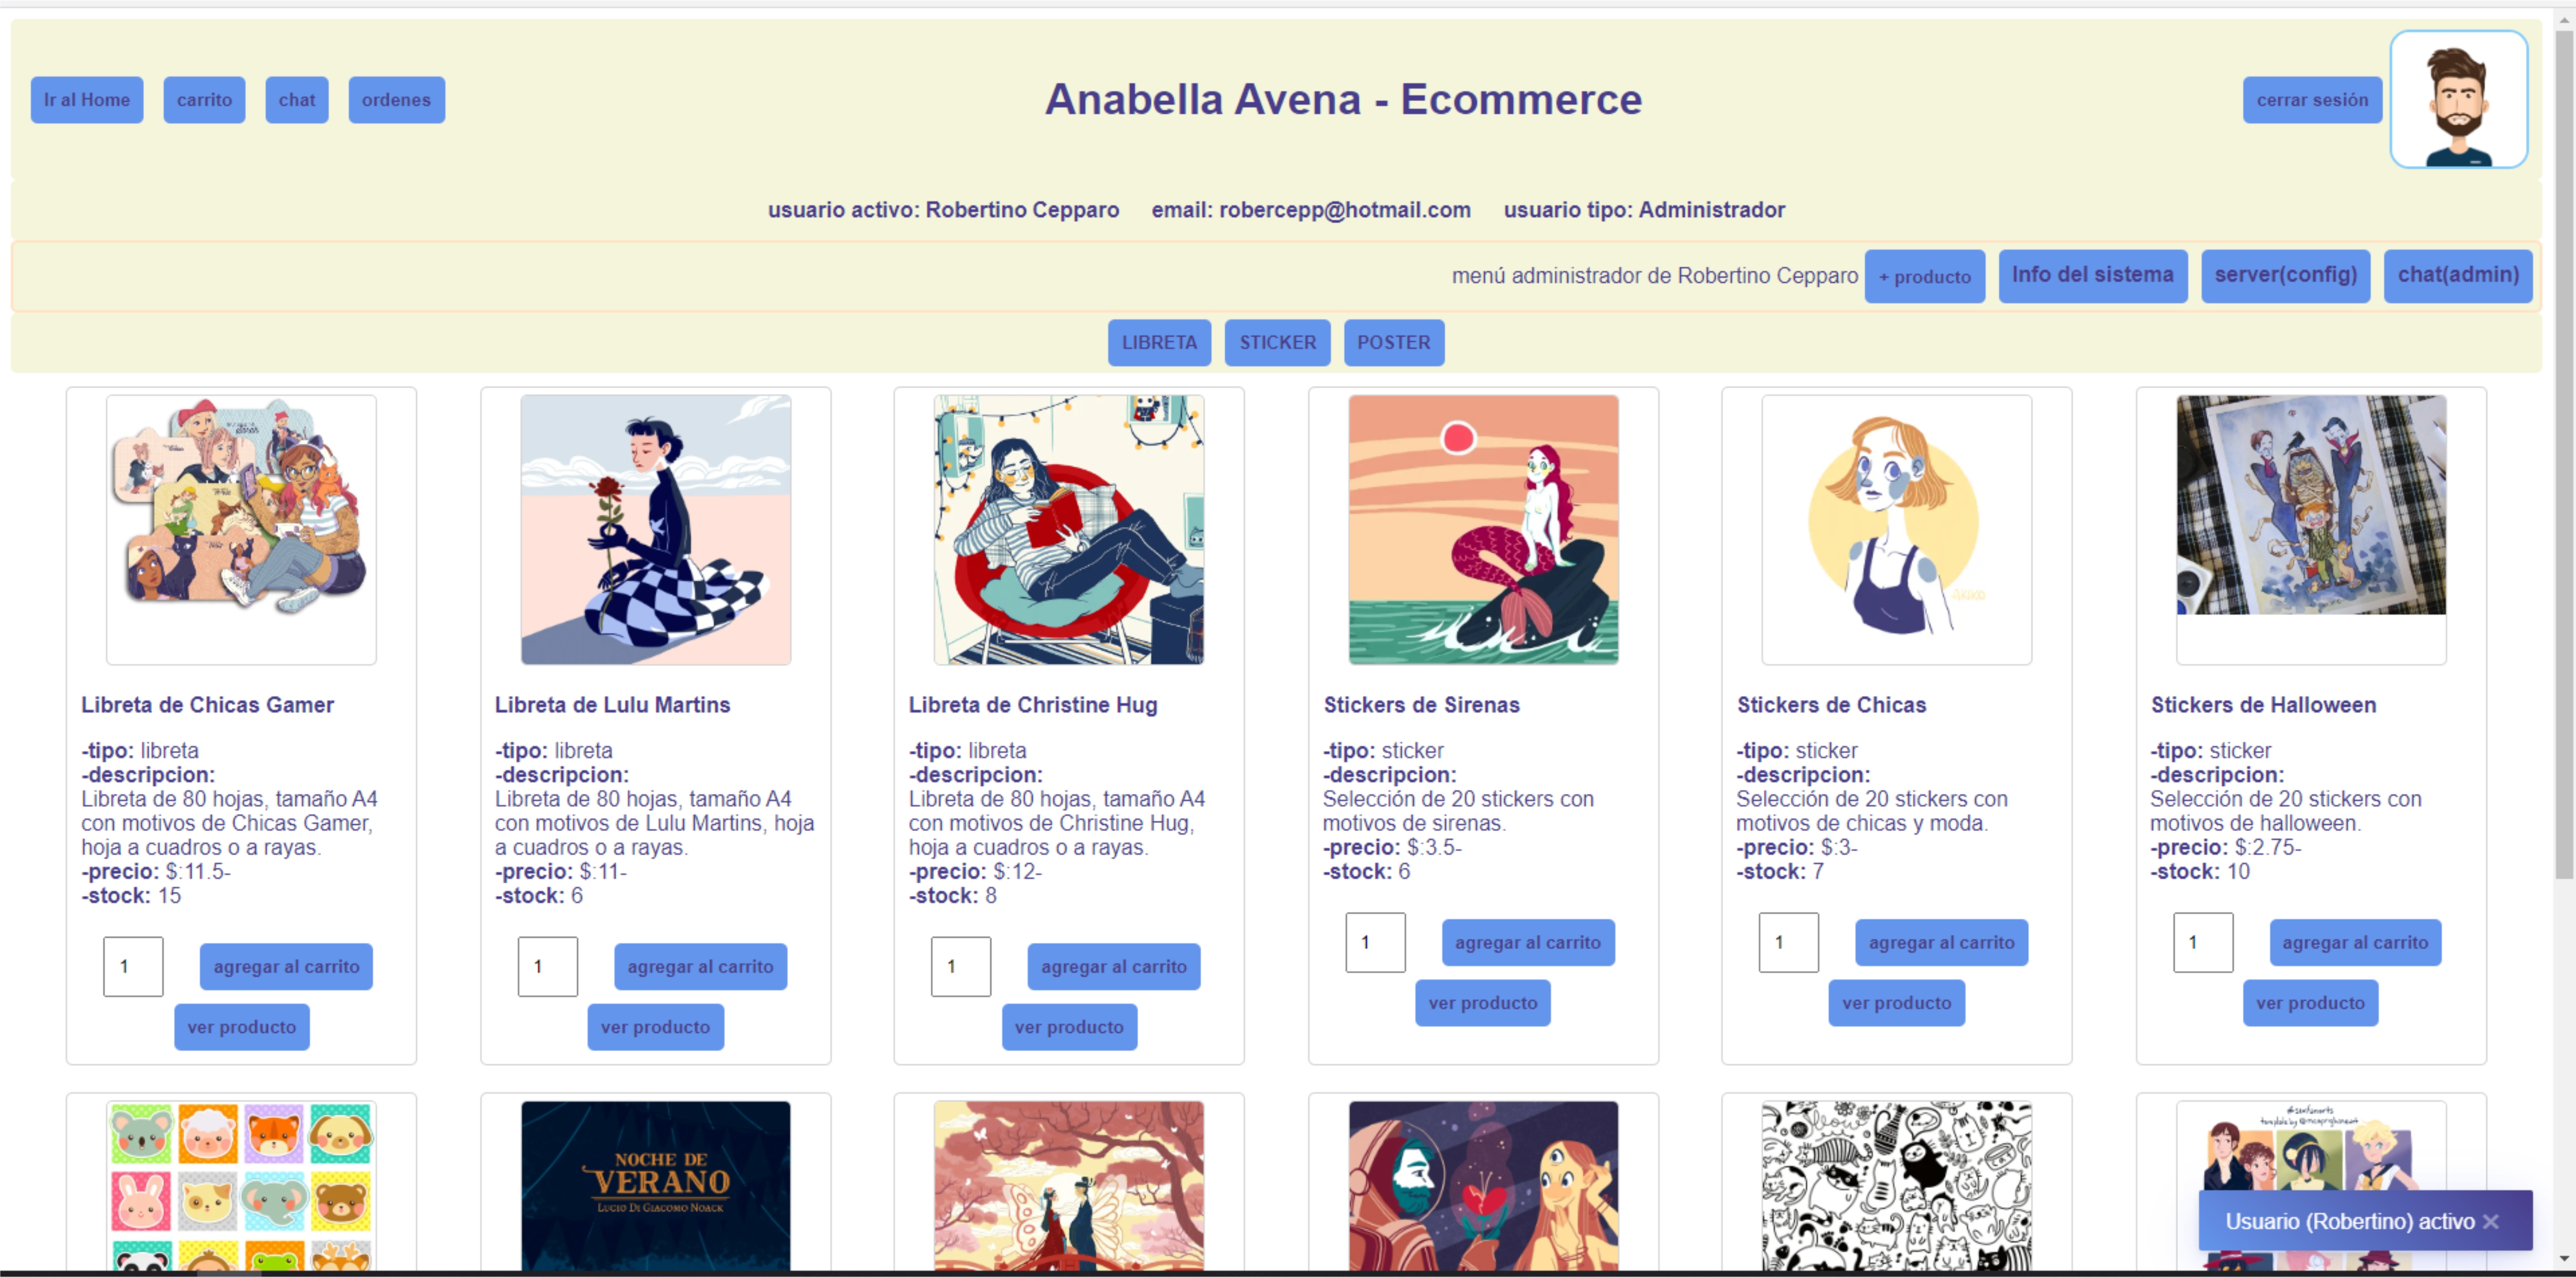 Ir al Home carrito chat ordenes
Anabella Avena - Ecommerce
cerrar sesión
usuario activo: Robertino Cepparo email: robercepp@hotmail.com usuario tipo: Administrador
menú administrador de Robertino Cepparo + producto Info del sistema server(config) chat(admin)
LIBRETA STICKER POSTER
Libreta de Chicas Gamer
-tipo: libreta
-descripcion:
Libreta de 80 hojas, tamaño A4
con motivos de Chicas Gamer,
hoja a cuadros o a rayas.
-precio: $:11.5-
-stock: 15
1 agregar al carrito
ver producto
Libreta de Lulu Martins
-tipo: libreta
-descripcion:
Libreta de 80 hojas, tamaño A4
con motivos de Lulu Martins, hoja
a cuadros o a rayas.
-precio: $:11-
-stock: 6
1 agregar al carrito
ver producto
Libreta de Christine Hug
-tipo: libreta
-descripcion:
Libreta de 80 hojas, tamaño A4
con motivos de Christine Hug,
hoja a cuadros o a rayas.
-precio: $:12-
-stock: 8
1 agregar al carrito
ver producto
Stickers de Sirenas
-tipo: sticker
-descripcion:
Selección de 20 stickers con
motivos de sirenas.
-precio: $:3.5-
-stock: 6
1 agregar al carrito
ver producto
Stickers de Chicas
-tipo: sticker
-descripcion:
Selección de 20 stickers con
motivos de chicas y moda.
-precio: $:3-
-stock: 7
1 agregar al carrito
ver producto
Stickers de Halloween
-tipo: sticker
-descripcion:
Selección de 20 stickers con
motivos de halloween.
-precio: $:2.75-
-stock: 10
1 agregar al carrito
ver producto
NOCHE DE
VERANO
LUCIO DI GIACOMO NOACK
#sixfanarts
Usuario (Robertino) activo ×